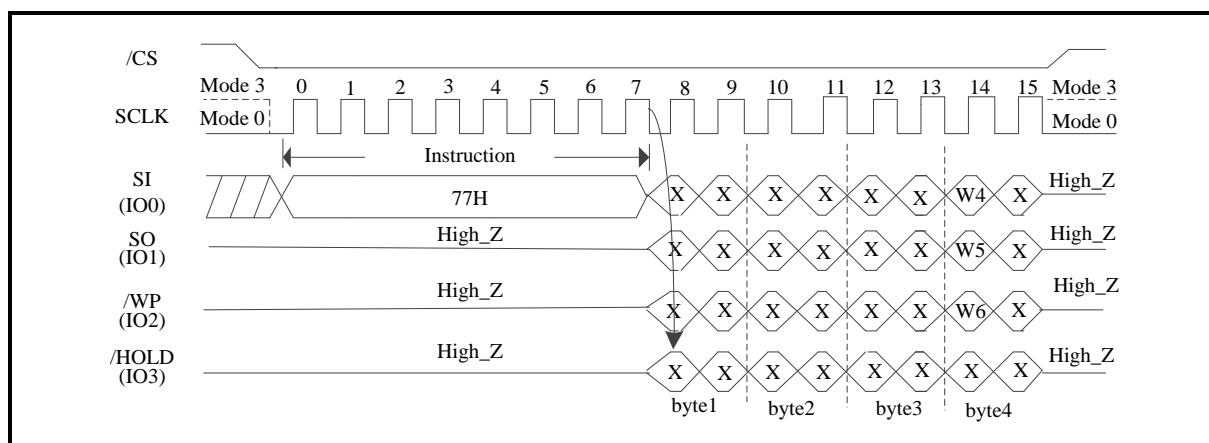 /CS
Mode 3 0 1 2 3 4 5 6 7 8 9 10 11 12 13 14 15 Mode 3
SCLK Mode 0 Mode 0
Instruction
SI
(IO0) 77H X X X X X X W4 X High_Z
SO
(IO1) High_Z X X X X X X W5 X High_Z
/WP
(IO2) High_Z X X X X X X W6 X High_Z
/HOLD
(IO3) High_Z X X X X X X X X High_Z
byte1 byte2 byte3 byte4